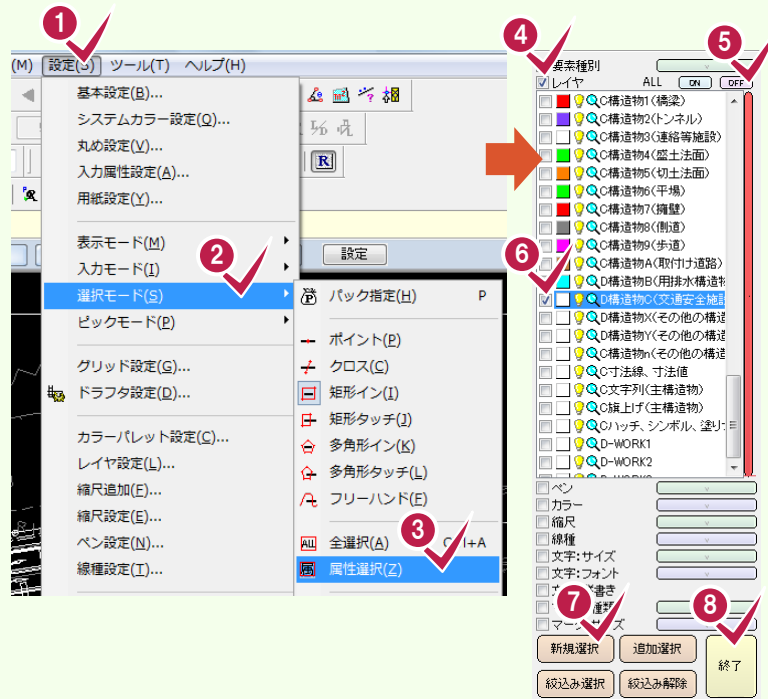 1
(M) 設定(S) ツール(T) ヘルプ(H)
基本設定(B)...
システムカラー設定(Q)...
丸め設定(V)...
入力属性設定(A)...
用紙設定(Y)...
R
表示モード(M)
2
設定
入力モード(I)
選択モード(S)
ピックモード(P)
グリッド設定(G)...
ドラフタ設定(D)...
カラーパレット設定(C)...
レイヤ設定(L)...
縮尺追加(F)...
縮尺設定(E)...
ペン設定(N)...
線種設定(T)...
パック指定(H) P
ポイント(P)
クロス(C)
矩形イン(I)
矩形タッチ(J)
多角形イン(K)
多角形タッチ(L)
フリーハンド(F)
3
ALL 全選択(A)
属性選択(Z)
4
5
要素種別
レイヤ ALL ON OFF
C構造物1(橋梁)
C構造物2(トンネル)
C構造物3(連絡等施設)
C構造物4(盛土法面)
C構造物5(切土法面)
C構造物6(平場)
C構造物7(擁壁)
C構造物8(側道)
C構造物9(歩道)
6
C構造物A(取付け道路)
D構造物B(用排水構造物
D構造物C(交通安全施設
D構造物X(その他の構造
D構造物Y(その他の構造
C構造物n(その他の構造
C寸法線、寸法値
C文字列(主構造物)
C旗上げ(主構造物)
Cハッチ、シンボル、塗り
D-WORK1
D-WORK2
ペン
カラー
縮尺
線種
文字:サイズ
文字:フォント
7
8
新規選択 追加選択
終了
絞込み選択 絞込み解除